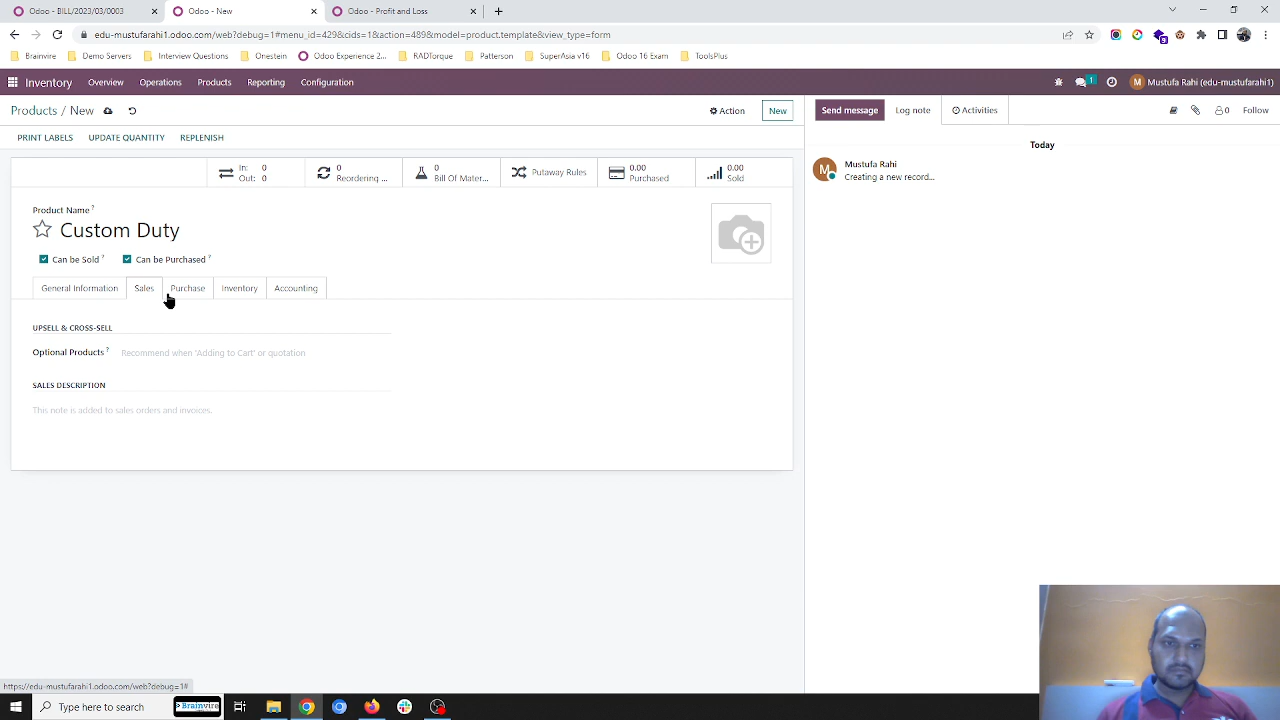 Odoo - BILL/2023/03/0003
Odoo - New
Odoo - Profit and Loss
edu-mustufarahi1.odoo.com/web?debug=1#menu_id=429&cids=1&action=489&model=product.template&view_type=form
Brainvire
Demo Servers
Interview Questions
Onestein
Odoo Experience 2...
RADTorque
Patterson
SuperAsia v16
Odoo 16 Exam
ToolsPlus
Inventory
Overview
Operations
Products
Reporting
Configuration
1
Mustufa Rahi (edu-mustufarahi1)
Products / New
Action
New
Send message
Log note
Activities
0
Follow
PRINT LABELS
UPDATE QUANTITY
REPLENISH
Today
In: 0
Out: 0
0
Reordering ...
0
Bill Of Mater...
Putaway Rules
0.00
Purchased
0.00
Sold
M
Mustufa Rahi
Creating a new record...
Product Name ?
Custom Duty
Can be Sold ?
Can be Purchased ?
General Information
Sales
Purchase
Inventory
Accounting
UPSELL & CROSS-SELL
Optional Products ?
Recommend when 'Adding to Cart' or quotation
SALES DESCRIPTION
This note is added to sales orders and invoices.
https://edu-mustufarahi1.odoo.com/web?debug=1#
Type here to search
Brainvire